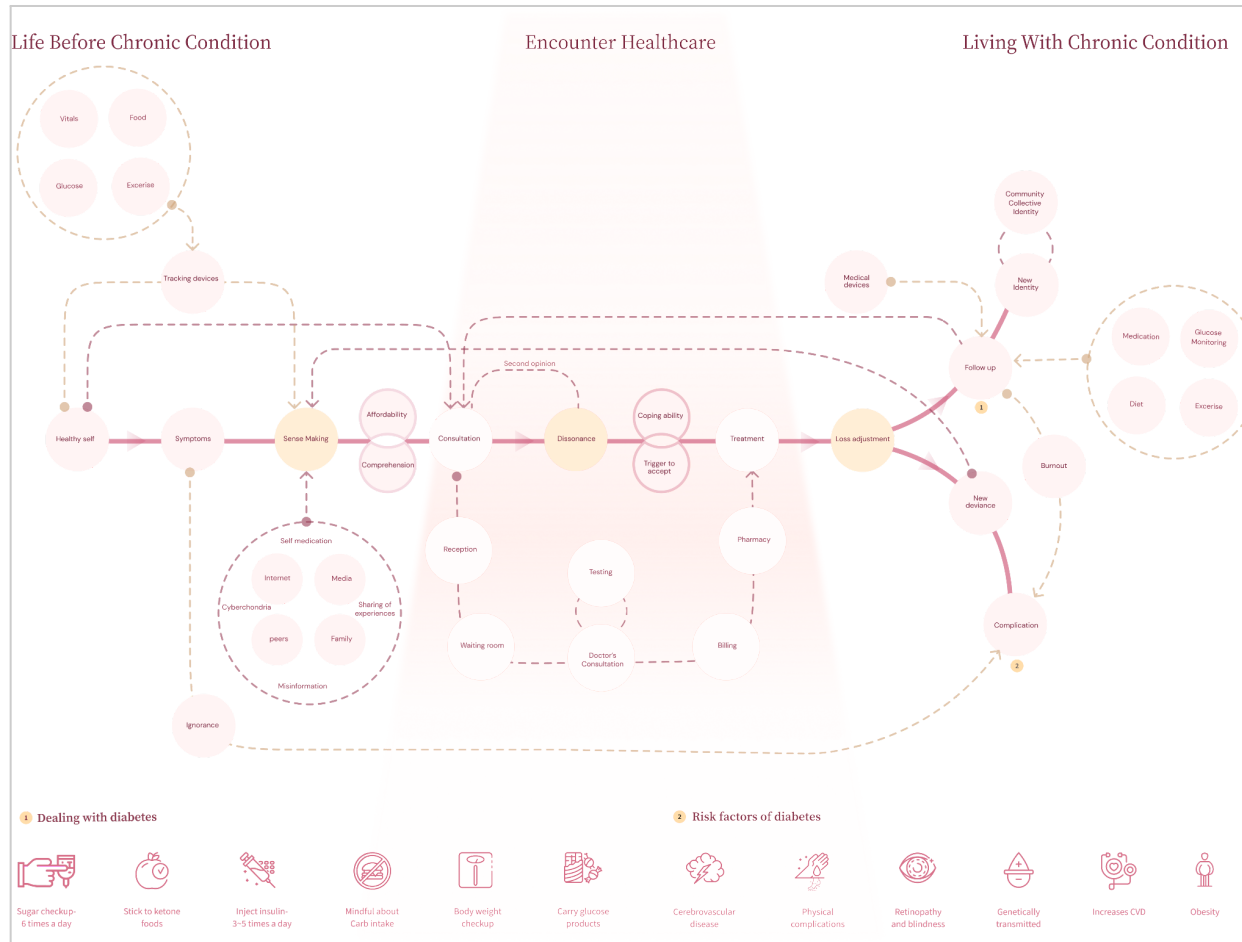 Life Before Chronic Condition
Encounter Healthcare
Living With Chronic Condition
Vitals
Food
Glucose
Excerise
Tracking devices
Community
Collective
Identity
New
Identity
Medical
devices
Medication
Glucose
Monitoring
Diet
Excerise
Second opinion
Follow up
1
Healthy self
Symptoms
Sense Making
Affordability
Comprehension
Consultation
Dissonance
Coping ability
Trigger to
accept
Treatment
Loss adjustment
Burnout
New
deviance
Self medication
Internet
Media
Cyberchondria
Sharing of
experiences
peers
Family
Misinformation
Reception
Waiting room
Testing
Doctor's
Consultation
Pharmacy
Billing
Complication
2
Ignorance
1 Dealing with diabetes
2 Risk factors of diabetes
Sugar checkup-
6 times a day
Stick to ketone
foods
Inject insulin-
3~5 times a day
Mindful about
Carb intake
Body weight
checkup
Carry glucose
products
Cerebrovascular
disease
Physical
complications
Retinopathy
and blindness
Genetically
transmitted
Increases CVD
Obesity